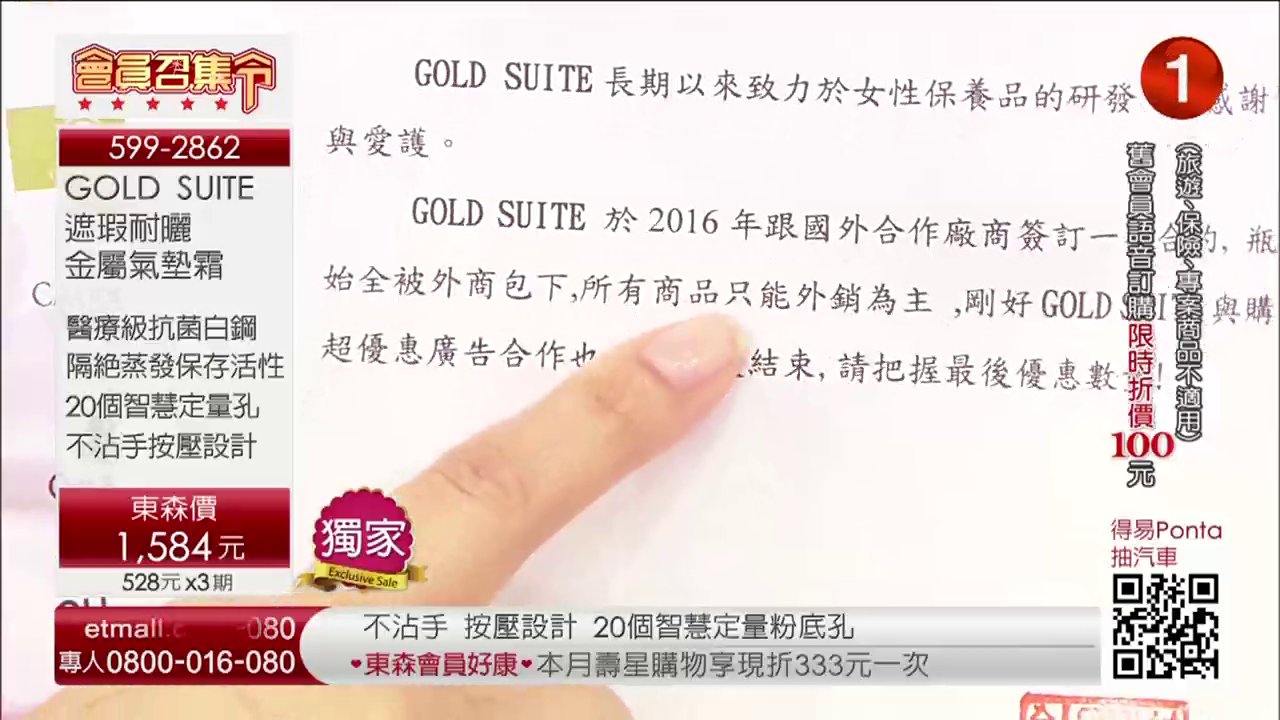 會員召集令
599-2862
GOLD SUITE
遮瑕耐曬
金屬氣墊霜
醫療級抗菌白鋼
隔絕蒸發保存活性
20個智慧定量孔
不沾手按壓設計
東森價
1,584元
528元x3期
etmall.c 080
專人0800-016-080
GOLD SUITE 長期以來致力於女性保養品的研發 感謝
與愛護。
GOLD SUITE 於 2016 年跟國外合作廠商簽訂一 合約, 瓶
始全被外商包下,所有商品只能外銷為主 ,剛好 GOLD SUITE 與購
超優惠廣告合作也 結束, 請把握最後優惠數 !
獨家
Exclusive Sale
不沾手 按壓設計 20個智慧定量粉底孔
•東森會員好康•本月壽星購物享現折333元一次
1
(旅遊、保險、專案商品不適用)
舊會員語音訂購限時折價100元
得易Ponta
抽汽車